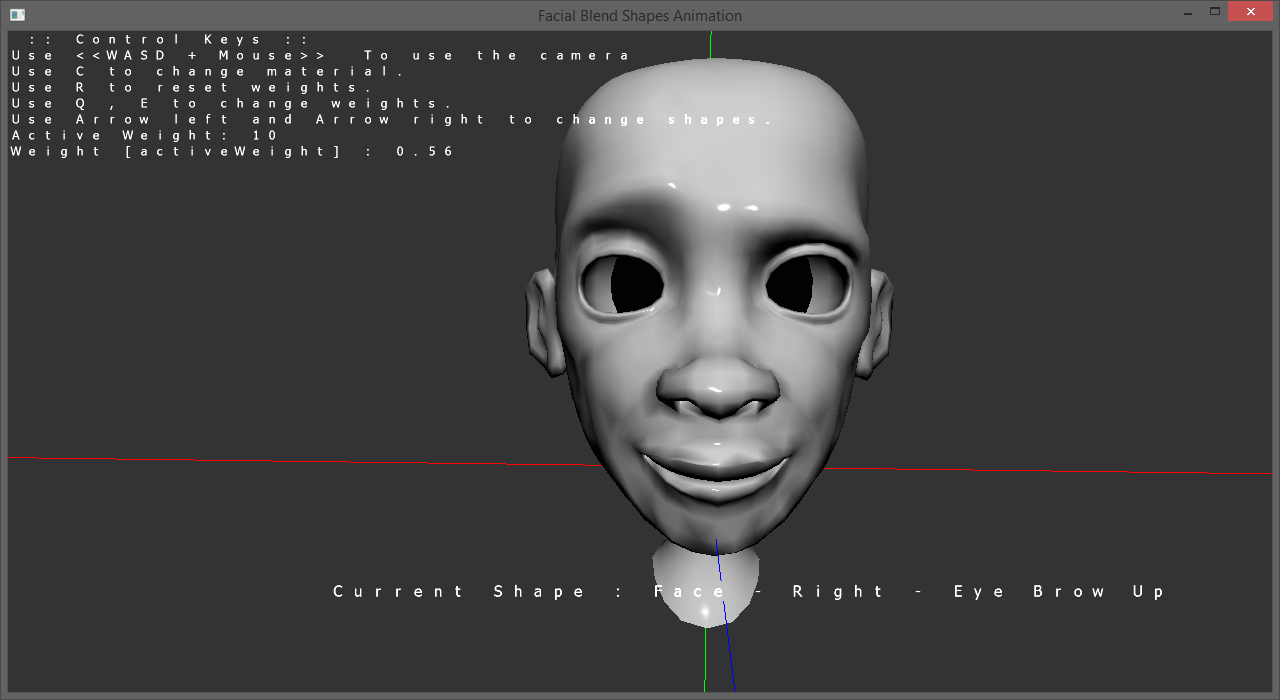 Facial Blend Shapes Animation
:: Control Keys ::
Use <<WASD + Mouse>> To use the camera
Use C to change material.
Use R to reset weights.
Use Q , E to change weights.
Use Arrow left and Arrow right to change shapes.
Active Weight: 10
Weight [activeWeight] : 0.56
Current Shape : Face - Right - Eye Brow Up